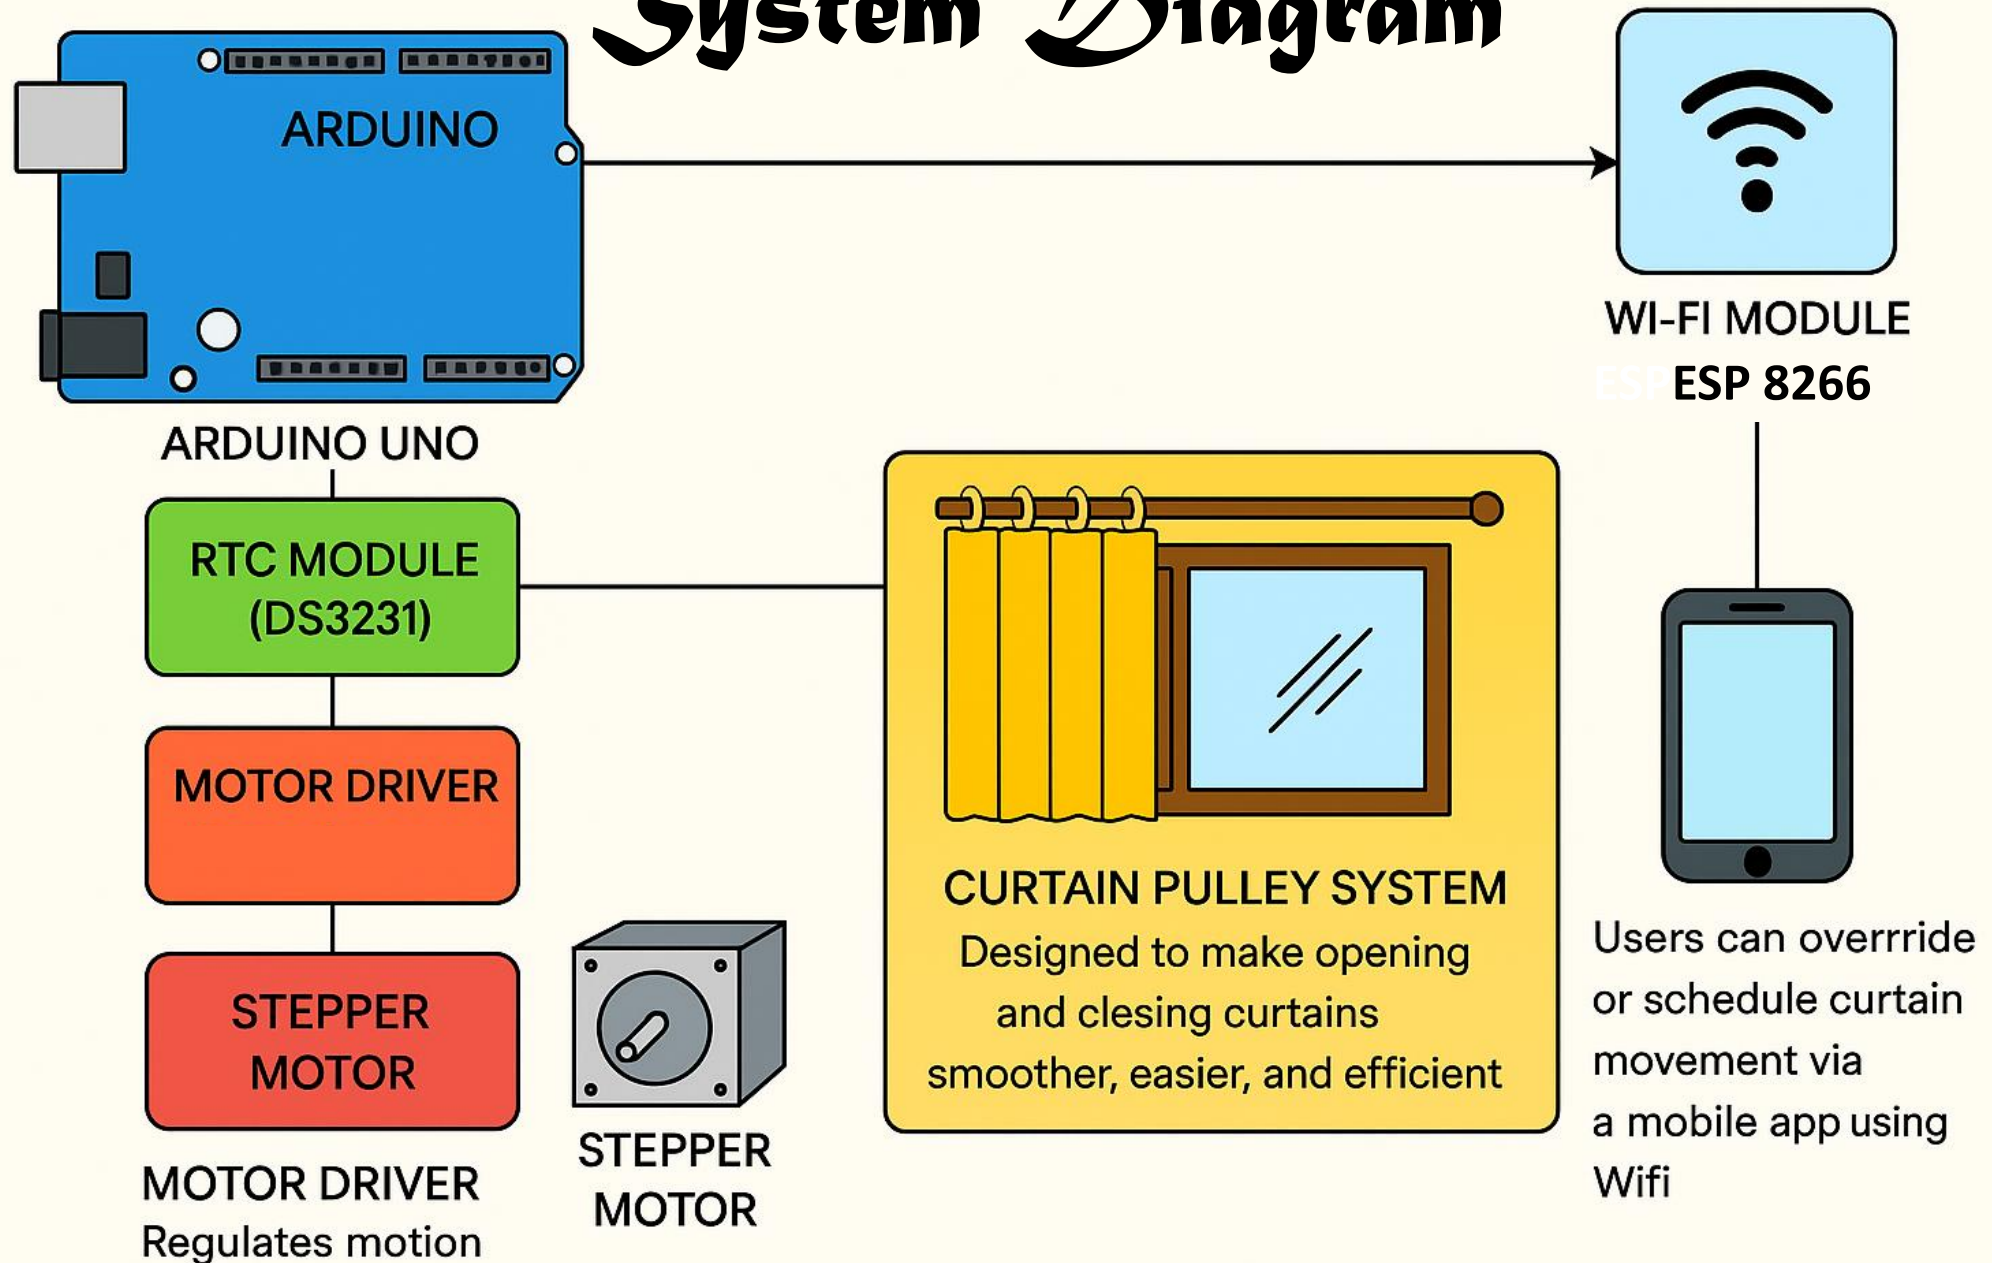 System Diagram
ARDUINO
WI-FI MODULE
ESPESP 8266
ARDUINO UNO
RTC MODULE
(DS3231)
MOTOR DRIVER
STEPPER
MOTOR
MOTOR DRIVER
Regulates motion
STEPPER
MOTOR
CURTAIN PULLEY SYSTEM
Designed to make opening
and clesing curtains
smoother, easier, and efficient
Users can overrride
or schedule curtain
movement via
a mobile app using
Wifi